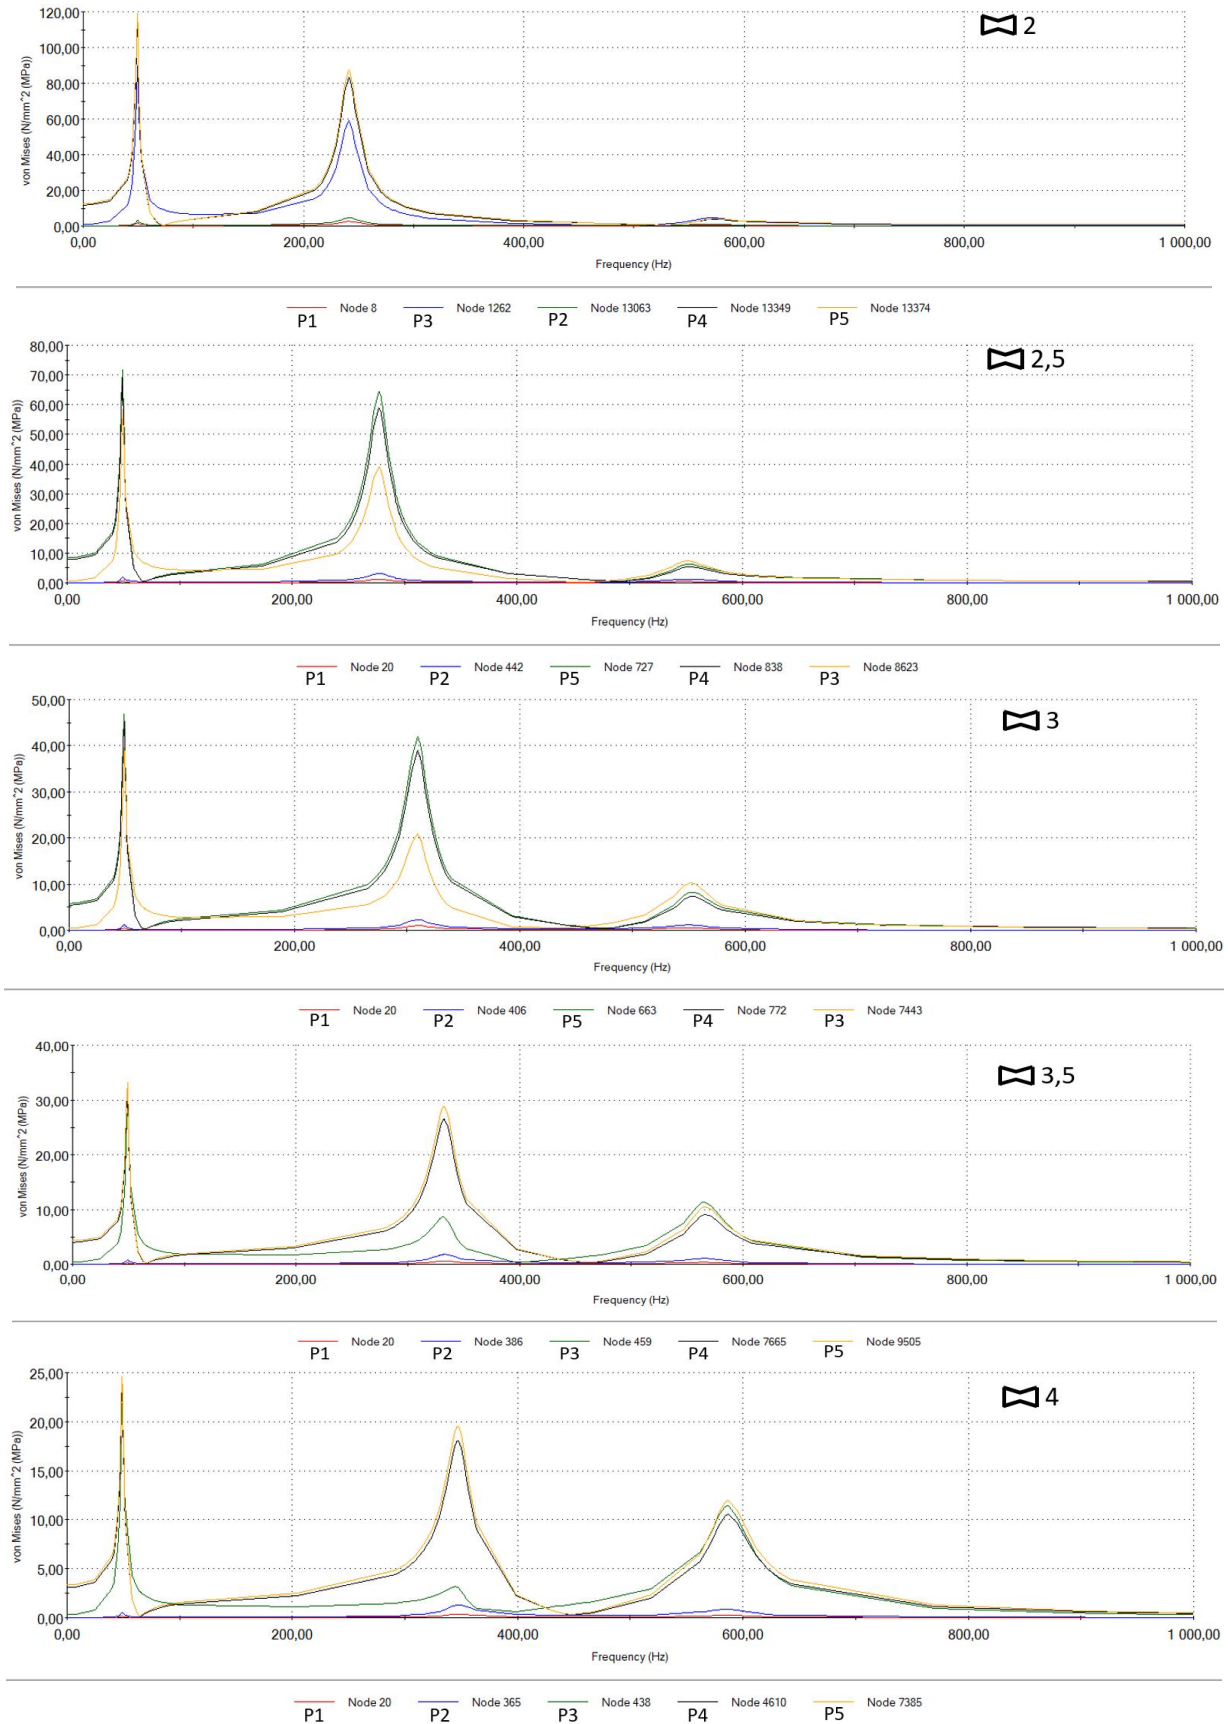 120,00
2
100,00
80,00
60,00
40,00
20,00
0,00
von Mises (N/mm^2 (MPa))
0,00 200,00 400,00 600,00 800,00 1 000,00
Frequency (Hz)
Node 8 Node 1262 Node 13063 Node 13349 Node 13374
P1 P3 P2 P4 P5
80,00
2,5
70,00
60,00
50,00
40,00
30,00
20,00
10,00
0,00
von Mises (N/mm^2 (MPa))
0,00 200,00 400,00 600,00 800,00 1 000,00
Frequency (Hz)
Node 20 Node 442 Node 727 Node 838 Node 8623
P1 P2 P5 P4 P3
50,00
3
40,00
30,00
20,00
10,00
0,00
von Mises (N/mm^2 (MPa))
0,00 200,00 400,00 600,00 800,00 1 000,00
Frequency (Hz)
Node 20 Node 406 Node 663 Node 772 Node 7443
P1 P2 P5 P4 P3
40,00
3,5
30,00
20,00
10,00
0,00
von Mises (N/mm^2 (MPa))
0,00 200,00 400,00 600,00 800,00 1 000,00
Frequency (Hz)
Node 20 Node 386 Node 459 Node 7665 Node 9505
P1 P2 P3 P4 P5
25,00
4
20,00
15,00
10,00
5,00
0,00
von Mises (N/mm^2 (MPa))
0,00 200,00 400,00 600,00 800,00 1 000,00
Frequency (Hz)
Node 20 Node 365 Node 438 Node 4610 Node 7385
P1 P2 P3 P4 P5